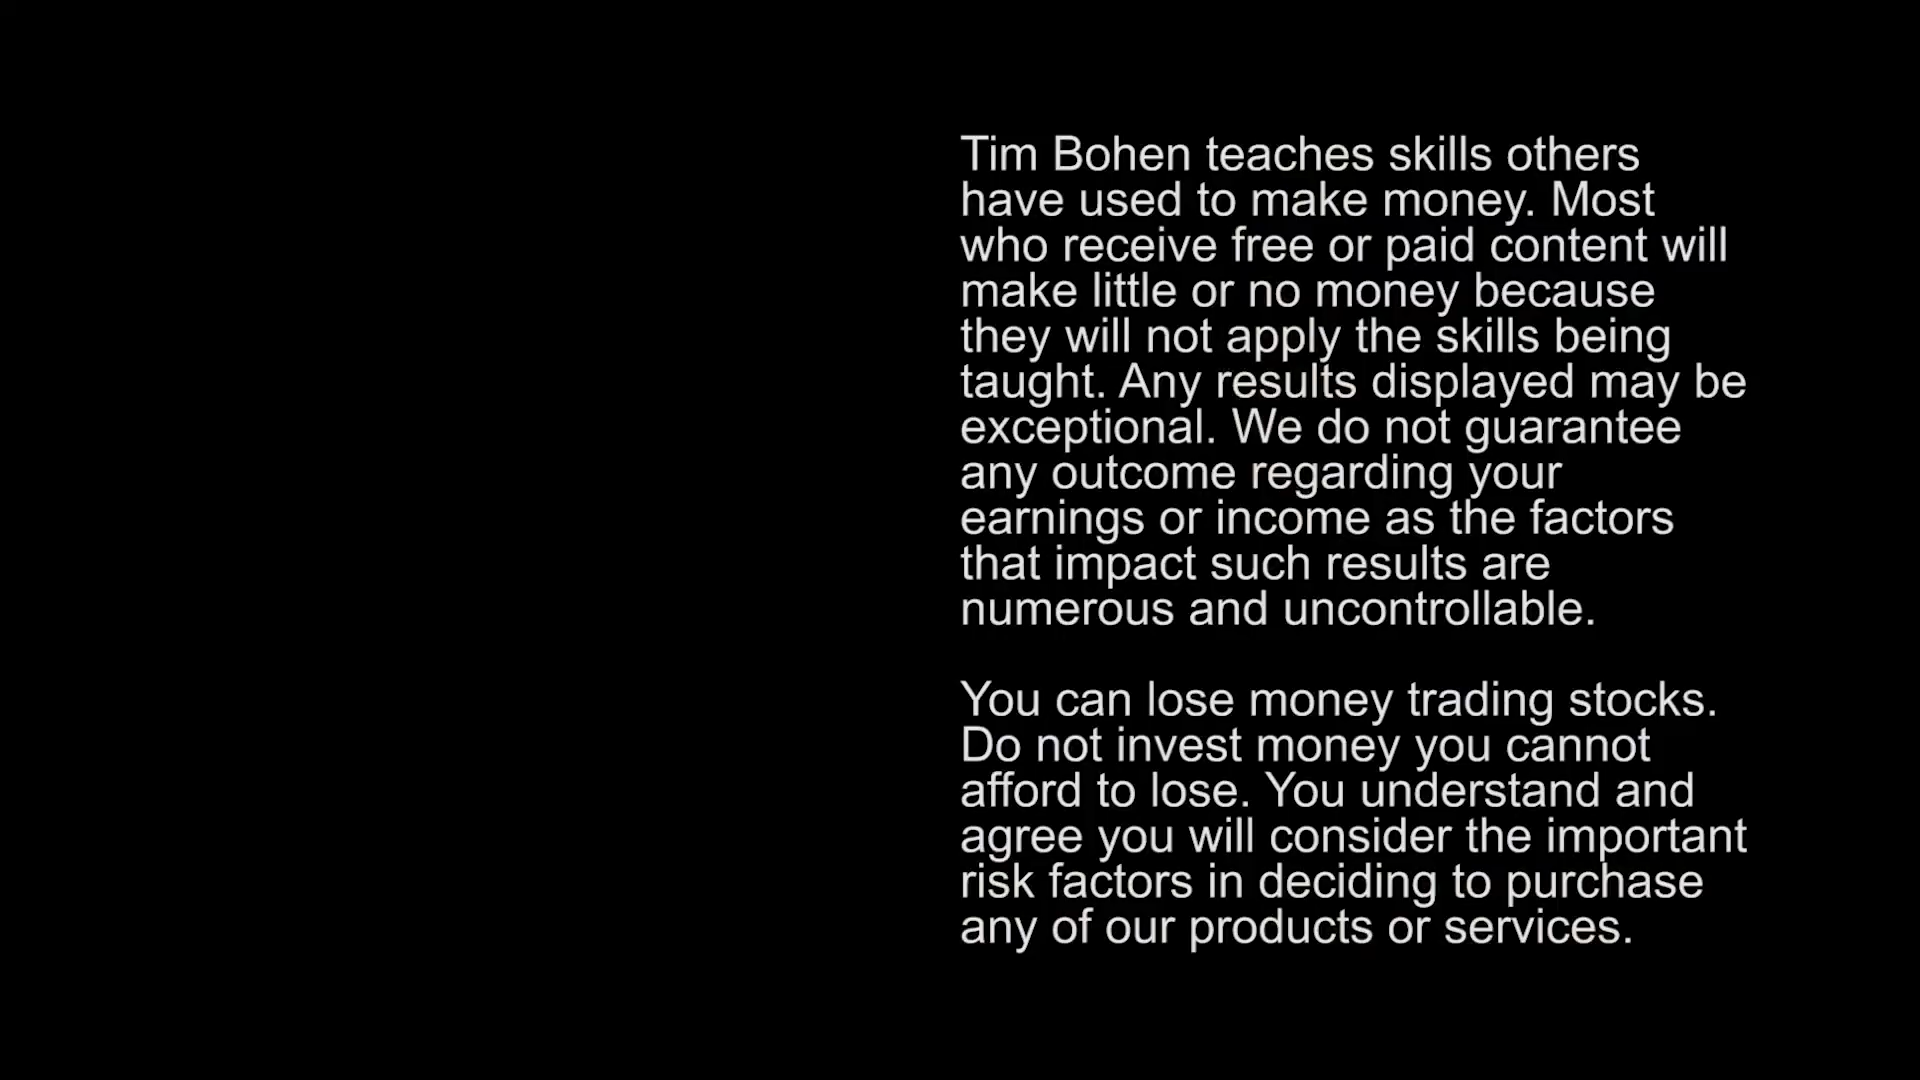 Tim Bohen teaches skills others
have used to make money. Most
who receive free or paid content will
make little or no money because
they will not apply the skills being
taught. Any results displayed may be
exceptional. We do not guarantee
any outcome regarding your
earnings or income as the factors
that impact such results are
numerous and uncontrollable.
You can lose money trading stocks.
Do not invest money you cannot
afford to lose. You understand and
agree you will consider the important
risk factors in deciding to purchase
any of our products or services.